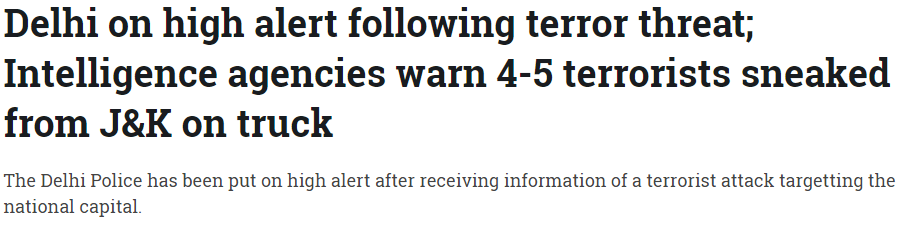 Delhi on high alert following terror threat;
Intelligence agencies warn 4-5 terrorists sneaked
from J&K on truck
The Delhi Police has been put on high alert after receiving information of a terrorist attack targetting the
national capital.